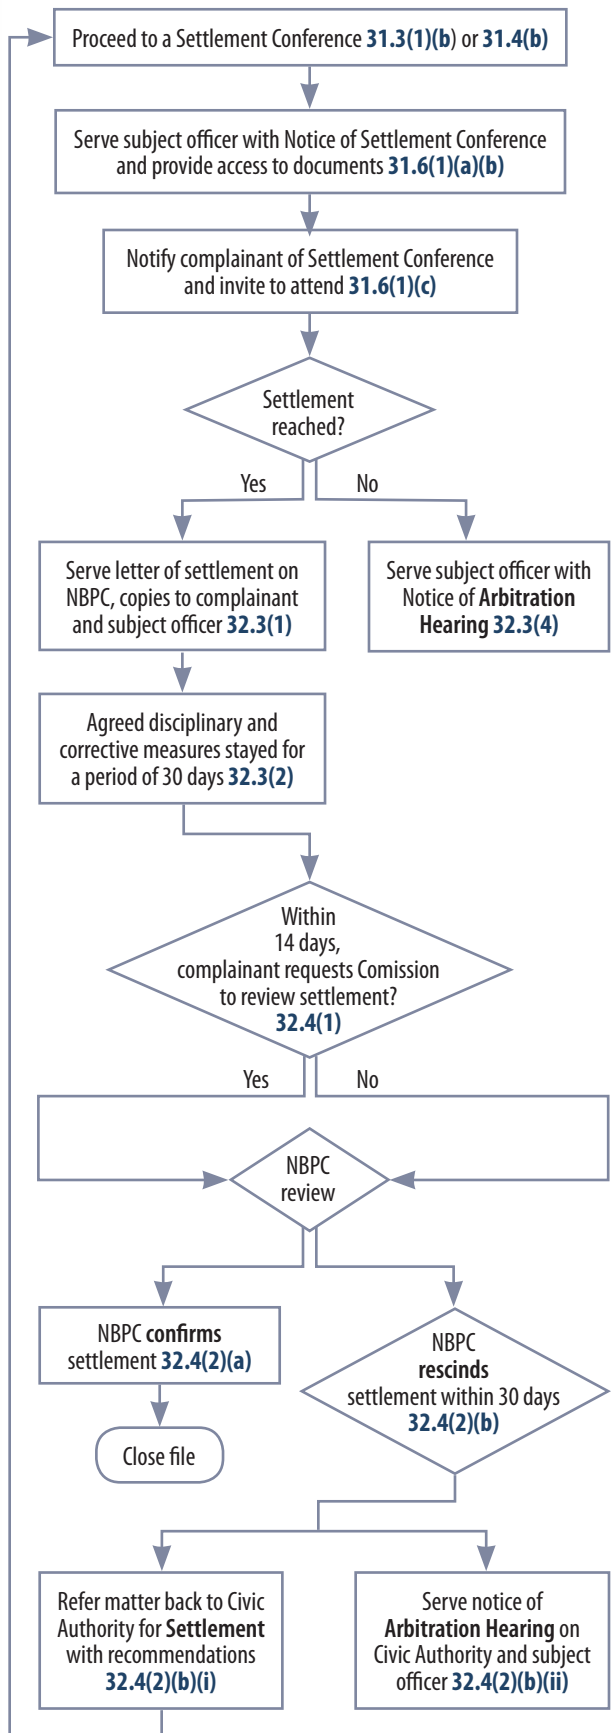 Proceed to a Settlement Conference 31.3(1)(b) or 31.4(b)
Serve subject officer with Notice of Settlement Conference
and provide access to documents 31.6(1)(a)(b)
Notify complainant of Settlement Conference
and invite to attend 31.6(1)(c)
Settlement
reached?
Yes
No
Serve letter of settlement on
NBPC, copies to complainant
and subject officer 32.3(1)
Serve subject officer with
Notice of Arbitration
Hearing 32.3(4)
Agreed disciplinary and
corrective measures stayed for
a period of 30 days 32.3(2)
Within
14 days,
complainant requests Comission
to review settlement?
32.4(1)
Yes
No
NBPC
review
NBPC confirms
settlement 32.4(2)(a)
NBPC
rescinds
settlement within 30 days
32.4(2)(b)
Close file
Refer matter back to Civic
Authority for Settlement
with recommendations
32.4(2)(b)(i)
Serve notice of
Arbitration Hearing on
Civic Authority and subject
officer 32.4(2)(b)(ii)